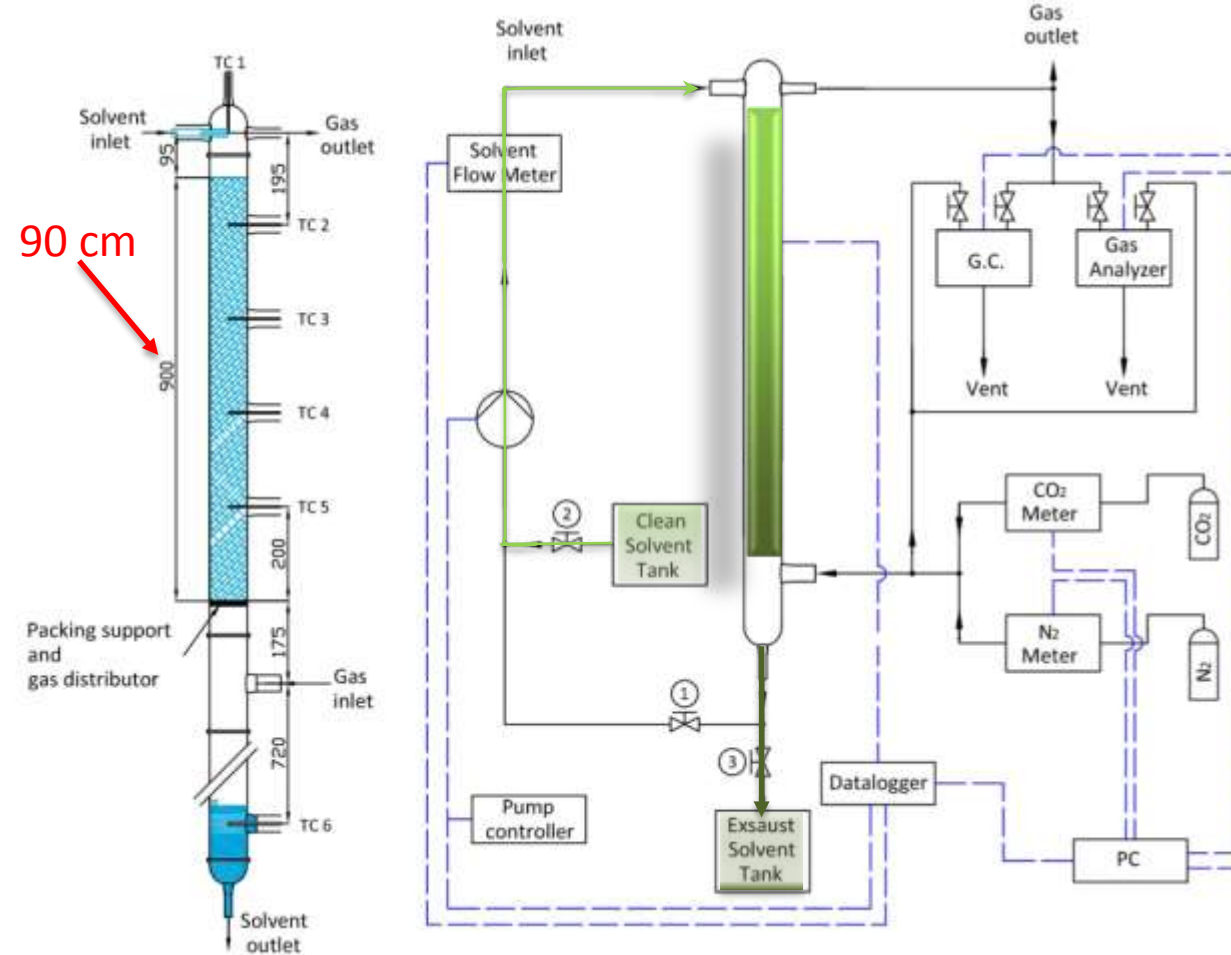 TC 1
Solvent
inlet
Gas
outlet
95
195
TC 2
90 cm
TC 3
900
TC 4
TC 5
200
Packing support
and
gas distributor
175
Gas
inlet
720
TC 6
Solvent
outlet
Solvent
inlet
Gas
outlet
Solvent
Flow Meter
G.C.
Gas
Analyzer
Vent
Vent
CO2
Meter
CO2
2
Clean
Solvent
Tank
N2
Meter
N2
1
3
Datalogger
Pump
controller
Exsaust
Solvent
Tank
PC